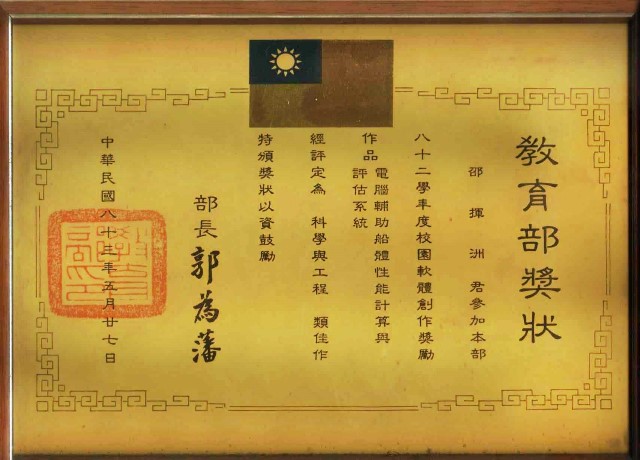 教育部獎狀
邵揮洲君參加本部
八十二學年度校園軟體創作獎勵
作品 電腦輔助船體性能計算與
評估系統
經評定為 科學與工程 類佳作
特頒獎狀以資鼓勵
部長 郭為藩
中華民國八十三年五月廿七日